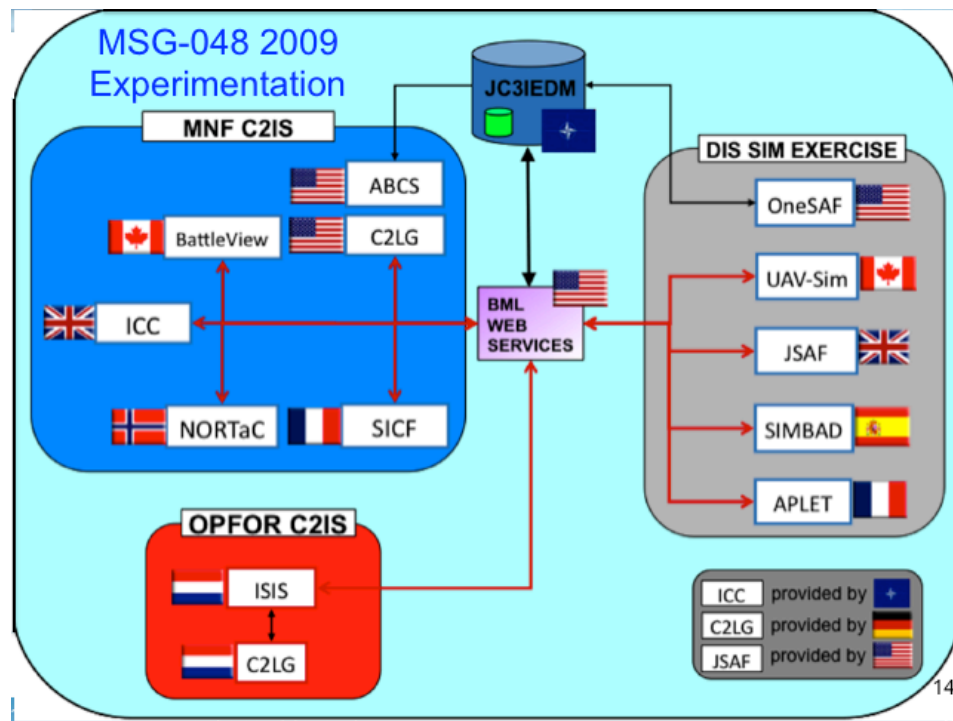 MSG-048 2009
Experimentation
JC3IEDM
MNF C2IS
ABCS
BattleView
C2LG
ICC
NORTaC
SICF
BML
WEB
SERVICES
DIS SIM EXERCISE
OneSAF
UAV-Sim
JSAF
SIMBAD
APLET
OPFOR C2IS
ISIS
C2LG
ICC provided by
C2LG provided by
JSAF provided by
14